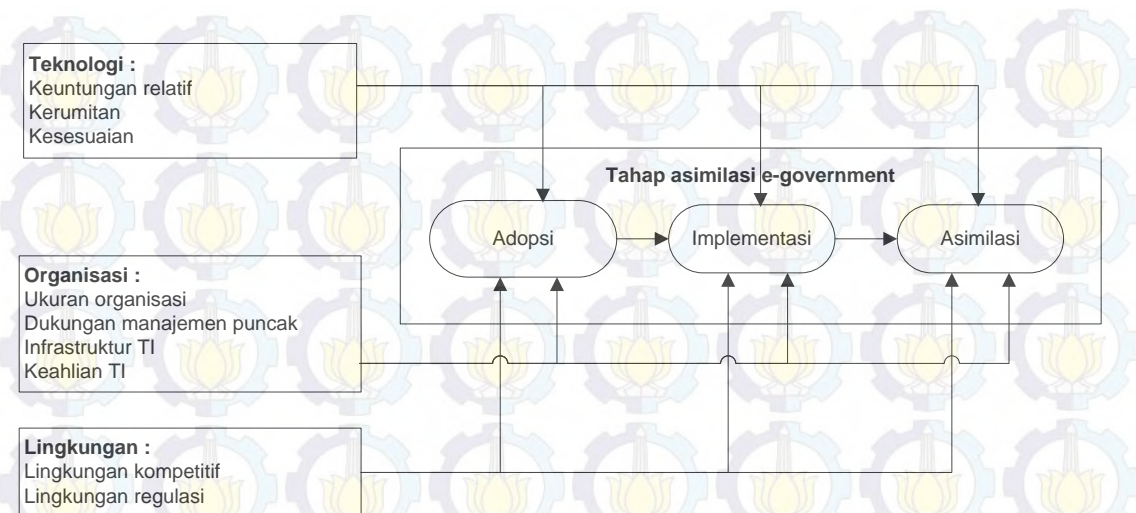 Teknologi :
Keuntungan relatif
Kerumitan
Kesesuaian
Tahap asimilasi e-government
Adopsi
Implementasi
Asimilasi
Organisasi :
Ukuran organisasi
Dukungan manajemen puncak
Infrastruktur TI
Keahlian TI
Lingkungan :
Lingkungan kompetitif
Lingkungan regulasi